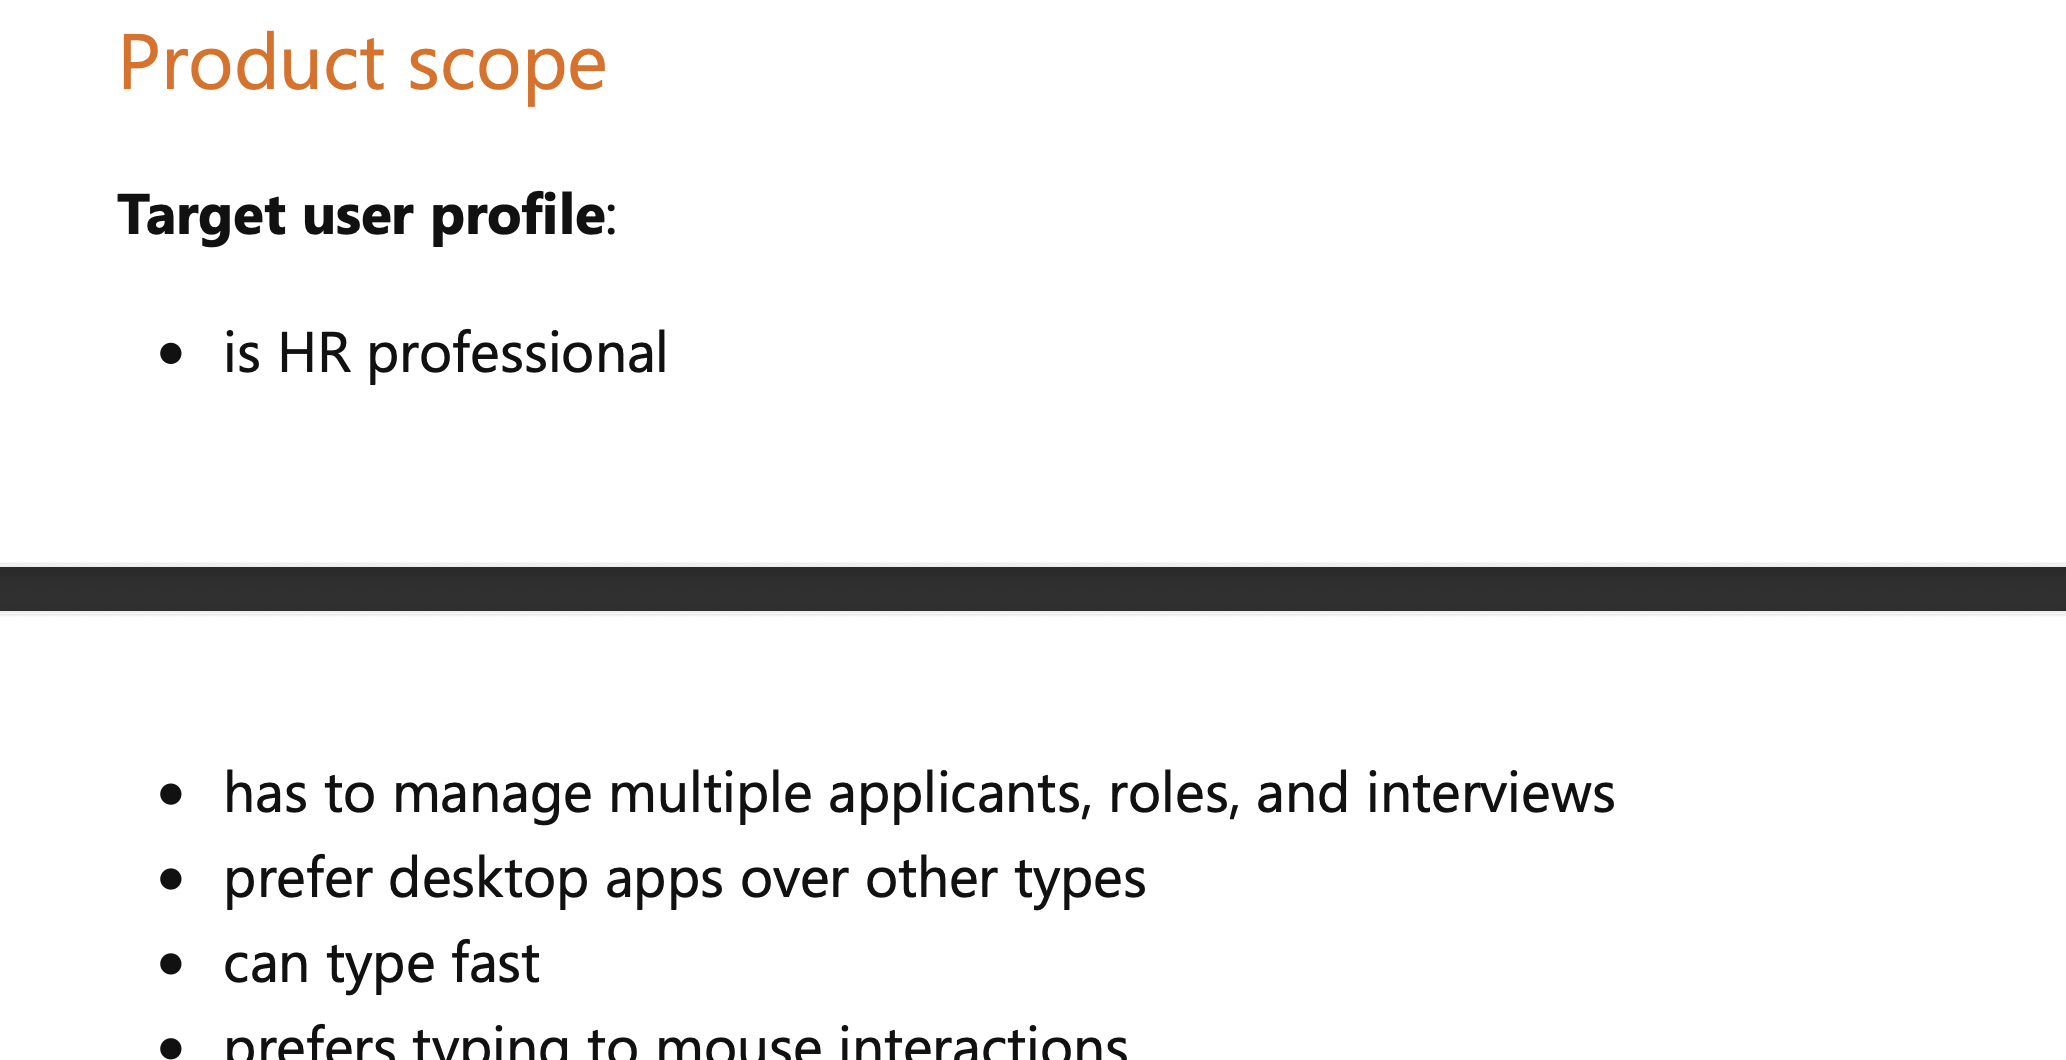 Product scope
Target user profile:
• is HR professional
• has to manage multiple applicants, roles, and interviews
• prefer desktop apps over other types
• can type fast
• prefers typing to mouse interactions